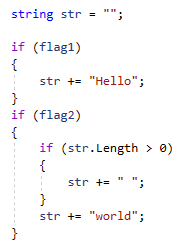 string str = "";
if (flag1)
{
    str += "Hello";
}
if (flag2)
{
    if (str.Length > 0)
    {
        str += " ";
    }
    str += "world";
}